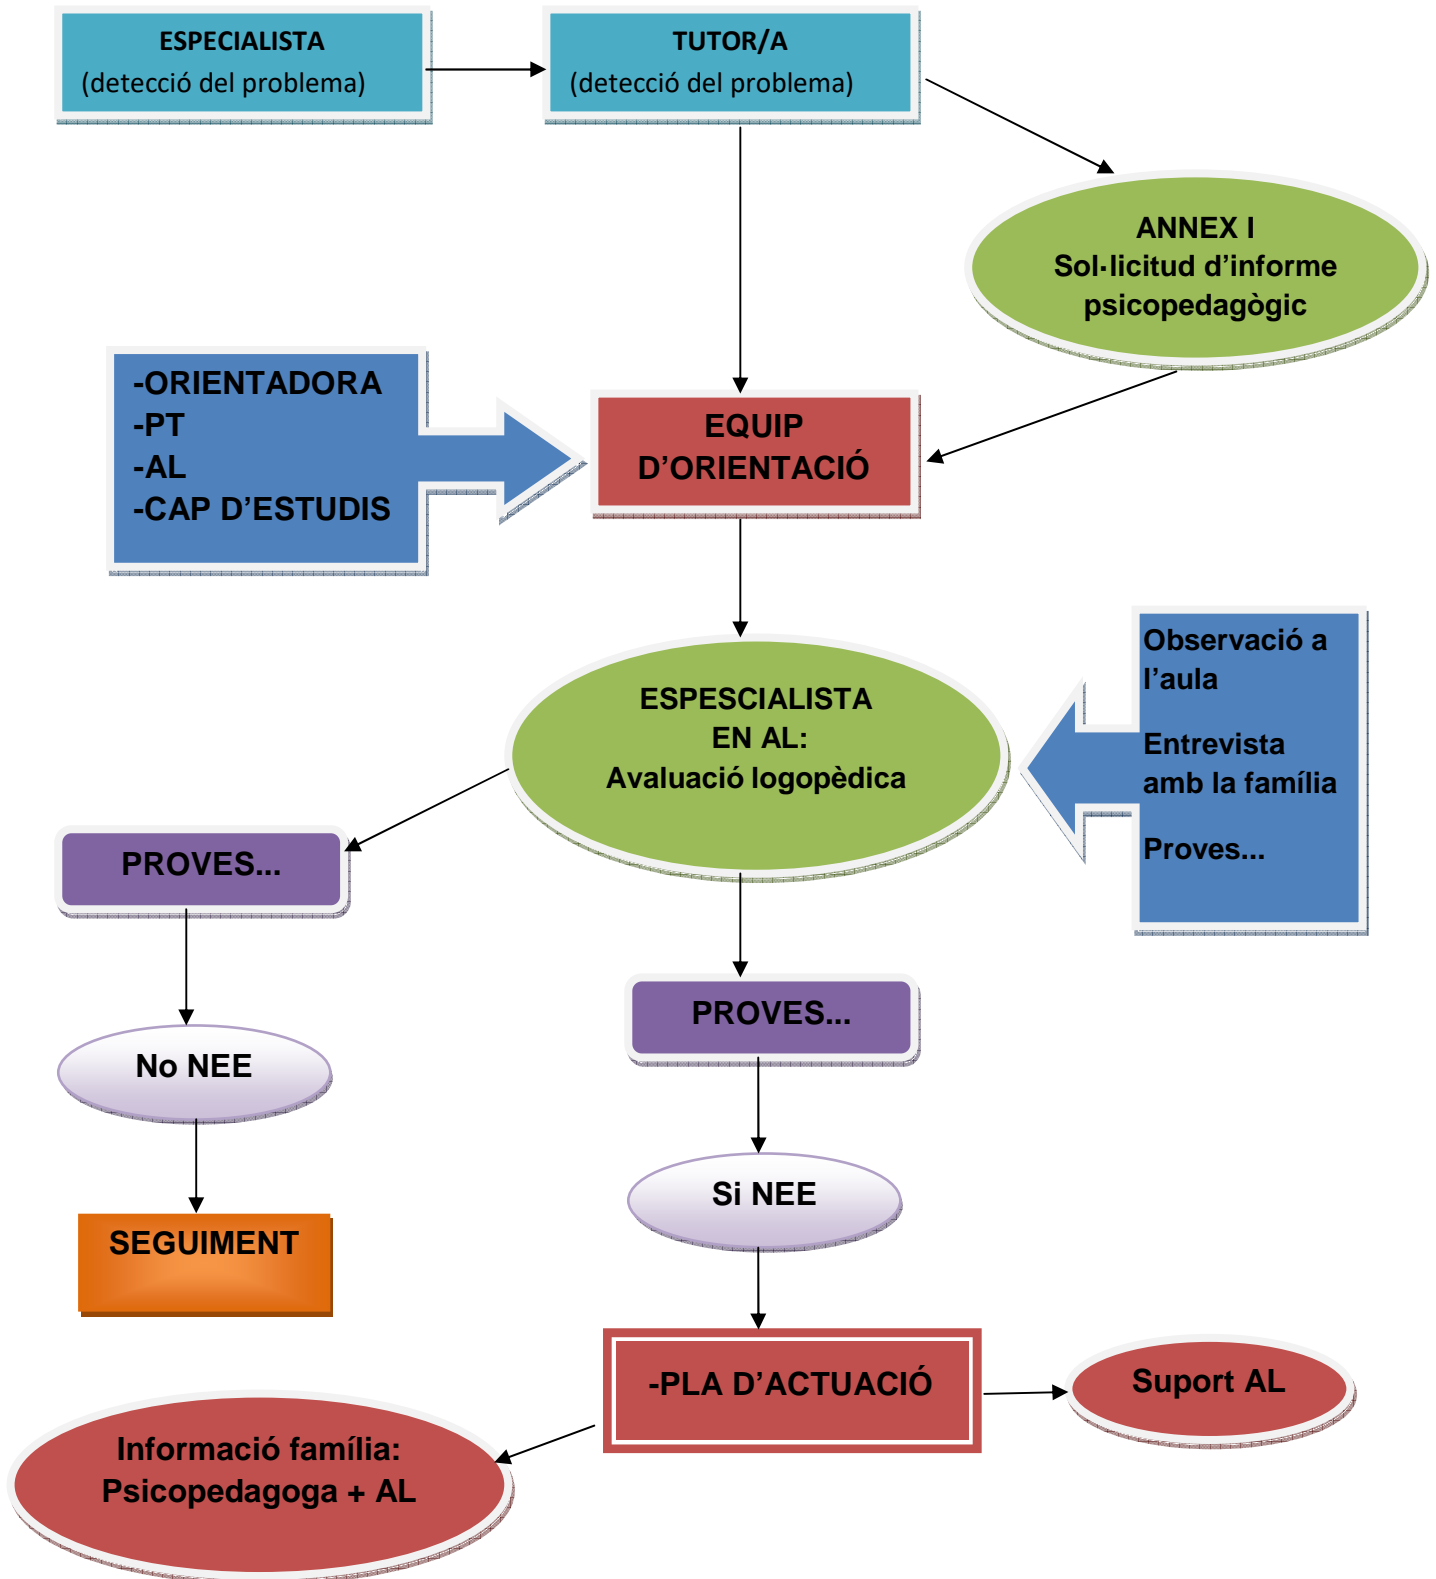 ESPECIALISTA
(detecció del problema)
TUTOR/A
(detecció del problema)
ANNEX I
Sol·licitud d’informe
psicopedagògic
-ORIENTADORA
-PT
-AL
-CAP D’ESTUDIS
EQUIP
D’ORIENTACIÓ
Observació a
l’aula
Entrevista
amb la família
Proves...
ESPESCIALISTA
EN AL:
Avaluació logopèdica
PROVES...
PROVES...
No NEE
Si NEE
SEGUIMENT
-PLA D’ACTUACIÓ
Suport AL
Informació família:
Psicopedagoga + AL